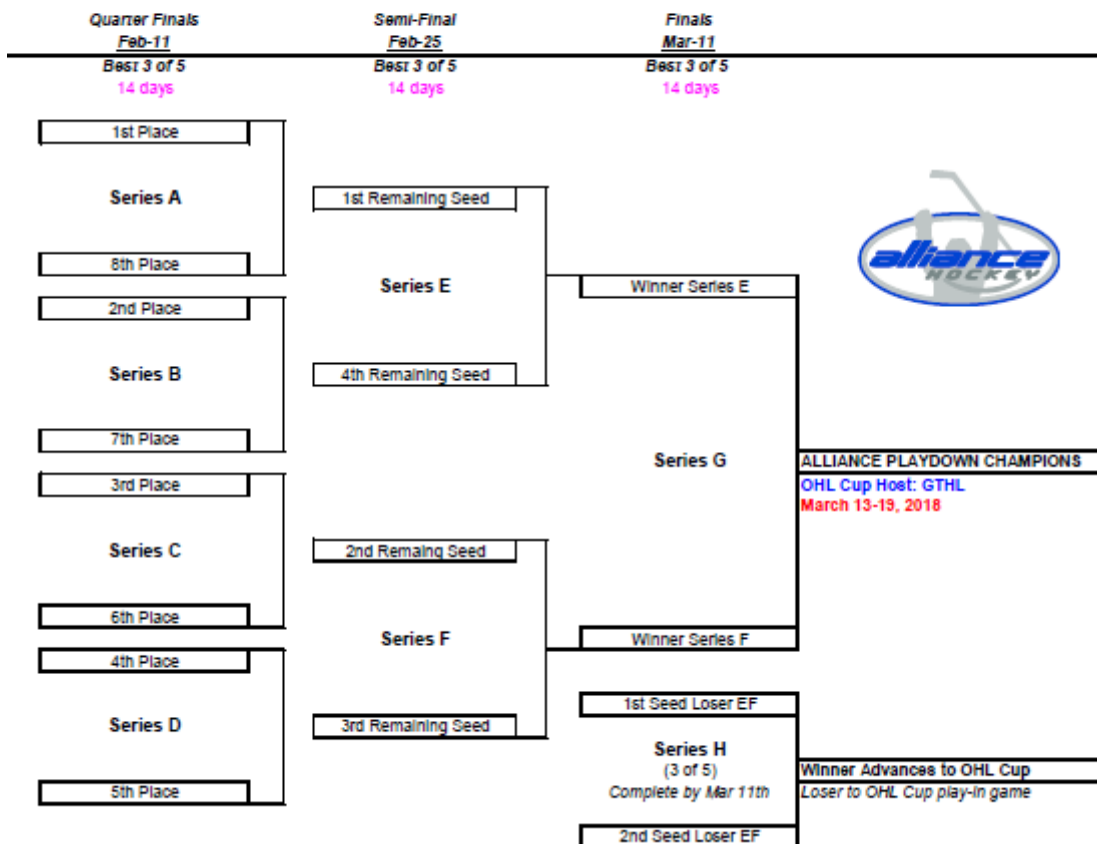 Quarter Finals
Feb-11
Best 3 of 5
14 days
Semi-Final
Feb-25
Best 3 of 5
14 days
Finals
Mar-11
Best 3 of 5
14 days
1st Place
Series A
8th Place
2nd Place
Series B
7th Place
3rd Place
Series C
6th Place
4th Place
Series D
5th Place
1st Remaining Seed
Series E
4th Remaining Seed
2nd Remaing Seed
Series F
3rd Remaining Seed
Winner Series E
Series G
Winner Series F
1st Seed Loser EF
Series H
(3 of 5)
Complete by Mar 11th
2nd Seed Loser EF
alliance
HOCKEY
ALLIANCE PLAYDOWN CHAMPIONS
OHL Cup Host: GTHL
March 13-19, 2018
Winner Advances to OHL Cup
Loser to OHL Cup play-in game